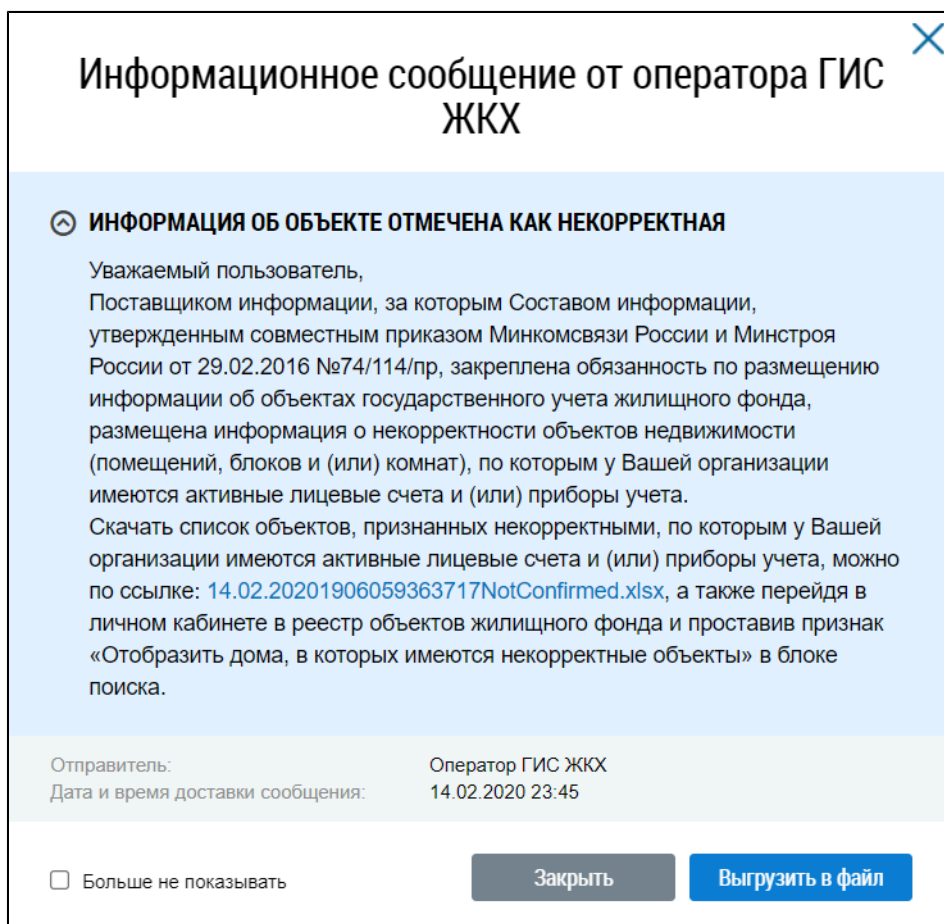 Информационное сообщение от оператора ГИС
ЖКХ
ИНФОРМАЦИЯ ОБ ОБЪЕКТЕ ОТМЕЧЕНА КАК НЕКОРРЕКТНАЯ
Уважаемый пользователь,
Поставщиком информации, за которым Составом информации,
утвержденным совместным приказом Минкомсвязи России и Минстроя
России от 29.02.2016 №74/114/пр, закреплена обязанность по размещению
информации об объектах государственного учета жилищного фонда,
размещена информация о некорректности объектов недвижимости
(помещений, блоков и (или) комнат), по которым у Вашей организации
имеются активные лицевые счета и (или) приборы учета.
Скачать список объектов, признанных некорректными, по которым у Вашей
организации имеются активные лицевые счета и (или) приборы учета, можно
по ссылке: 14.02.20201906059363717NotConfirmed.xlsx, а также перейдя в
личном кабинете в реестр объектов жилищного фонда и проставив признак
«Отобразить дома, в которых имеются некорректные объекты» в блоке
поиска.
Отправитель: Оператор ГИС ЖКХ
Дата и время доставки сообщения: 14.02.2020 23:45
Больше не показывать Закрыть Выгрузить в файл